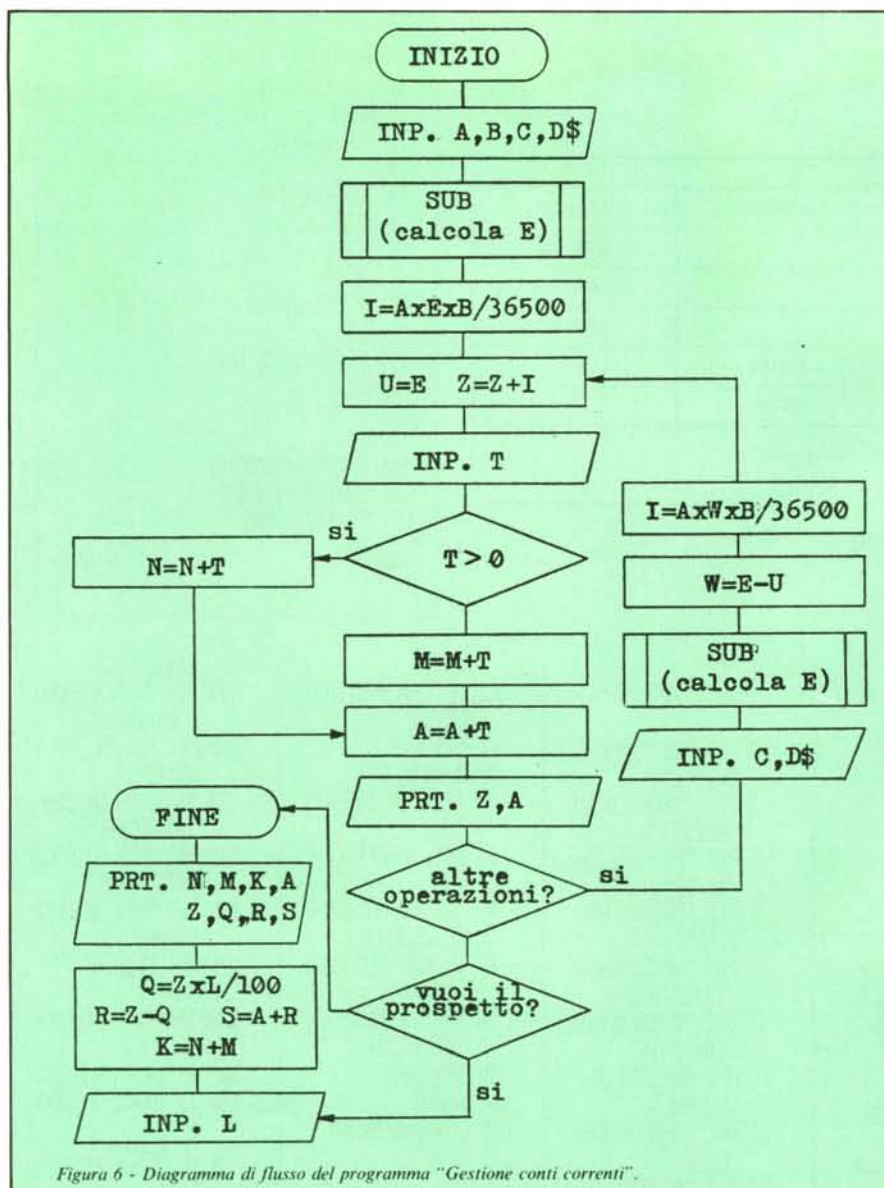 INIZIO
INP. A,B,C,D$
SUB
(calcola E)
I=AxExB/36500
U=E Z=Z+I
INP. T
T>0
si
N=N+T
M=M+T
A=A+T
PRT. Z,A
altre
operazioni?
si
INP. C,D$
SUB
(calcola E)
W=E-U
I=AxWxB/36500
vuoi il
prospetto?
si
INP. L
Q=ZxL/100
R=Z-Q S=A+R
K=N+M
PRT. N,M,K,A
Z,Q,R,S
FINE
Figura 6 - Diagramma di flusso del programma "Gestione conti correnti".